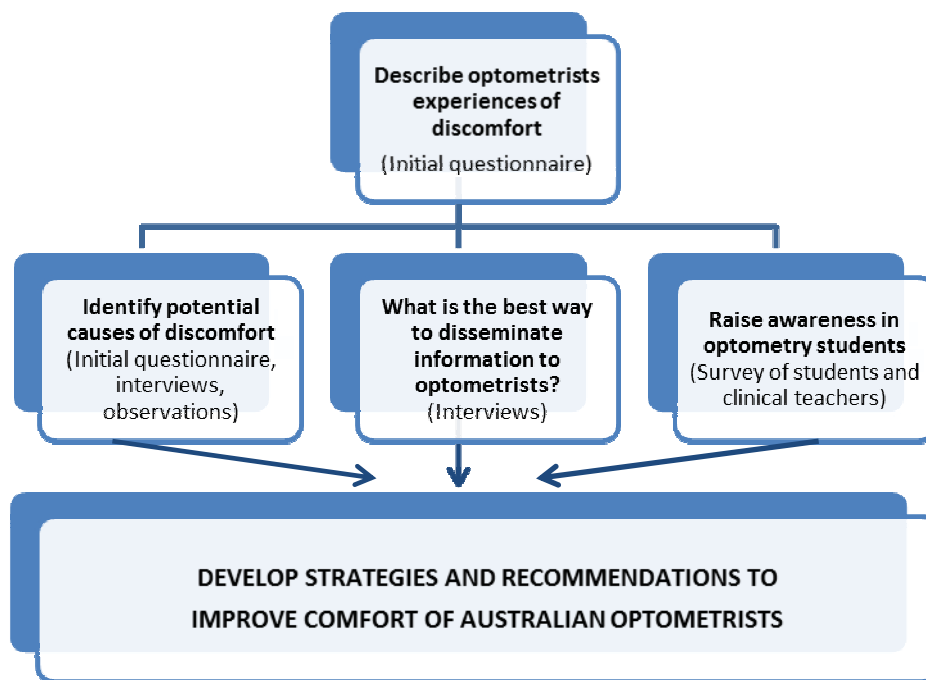 Describe optometrists
experiences of
discomfort
(Initial questionnaire)
Identify potential
causes of discomfort
(Initial questionnaire,
interviews,
observations)
What is the best way
to disseminate
information to
optometrists?
(Interviews)
Raise awareness in
optometry students
(Survey of students and
clinical teachers)
DEVELOP STRATEGIES AND RECOMMENDATIONS TO
IMPROVE COMFORT OF AUSTRALIAN OPTOMETRISTS